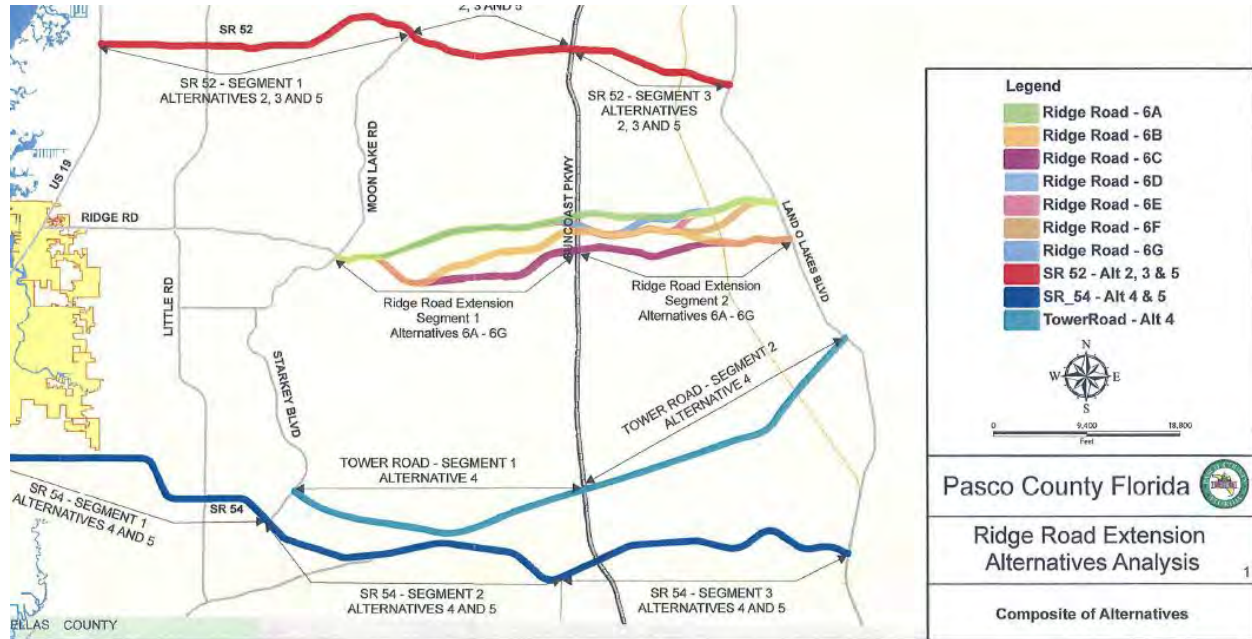 2, 3 AND 5
SR 52
SR 52 - SEGMENT 1
ALTERNATIVES 2, 3 AND 5
SR 52 - SEGMENT 3
ALTERNATIVES
2, 3 AND 5
MOON LAKE RD
US 19
RIDGE RD
SUNCOAST PKWY
LAND O LAKES BLVD
LITTLE RD
Ridge Road Extension
Segment 1
Alternatives 6A - 6G
Ridge Road Extension
Segment 2
Alternatives 6A - 6G
STARKEY BLVD
TOWER ROAD - SEGMENT 2
ALTERNATIVE 4
TOWER ROAD - SEGMENT 1
ALTERNATIVE 4
SR 54 - SEGMENT 1
ALTERNATIVES 4 AND 5
SR 54
SR 54 - SEGMENT 2
ALTERNATIVES 4 AND 5
SR 54 - SEGMENT 3
ALTERNATIVES 4 AND 5
ELLAS COUNTY
Legend
Ridge Road - 6A
Ridge Road - 6B
Ridge Road - 6C
Ridge Road - 6D
Ridge Road - 6E
Ridge Road - 6F
Ridge Road - 6G
SR 52 - Alt 2, 3 & 5
SR_54 - Alt 4 & 5
TowerRoad - Alt 4
N
W E
S
0 9,400 18,800
Feet
Pasco County Florida
Ridge Road Extension
Alternatives Analysis
1
Composite of Alternatives